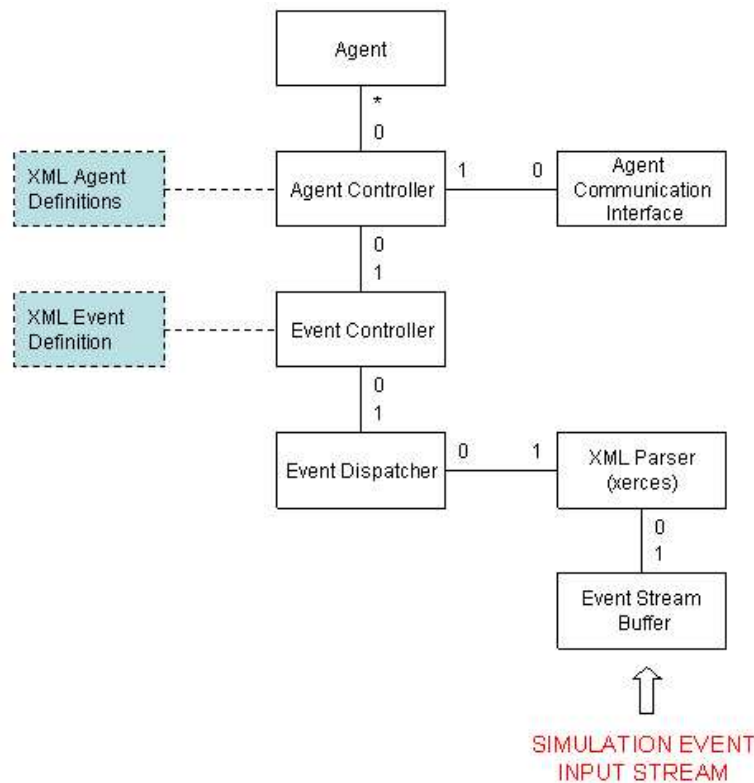 Agent
*
0
XML Agent
Definitions
Agent Controller
1
0
Agent
Communication
Interface
0
1
XML Event
Definition
Event Controller
0
1
Event Dispatcher
0
1
XML Parser
(xerces)
0
1
Event Stream
Buffer
SIMULATION EVENT
INPUT STREAM